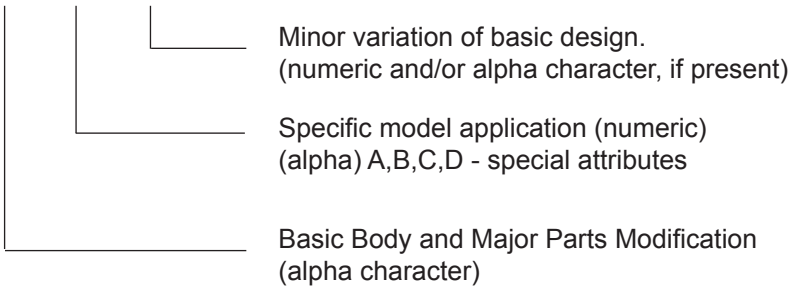 Minor variation of basic design.
(numeric and/or alpha character, if present)
Specific model application (numeric)
(alpha) A,B,C,D - special attributes
Basic Body and Major Parts Modification
(alpha character)